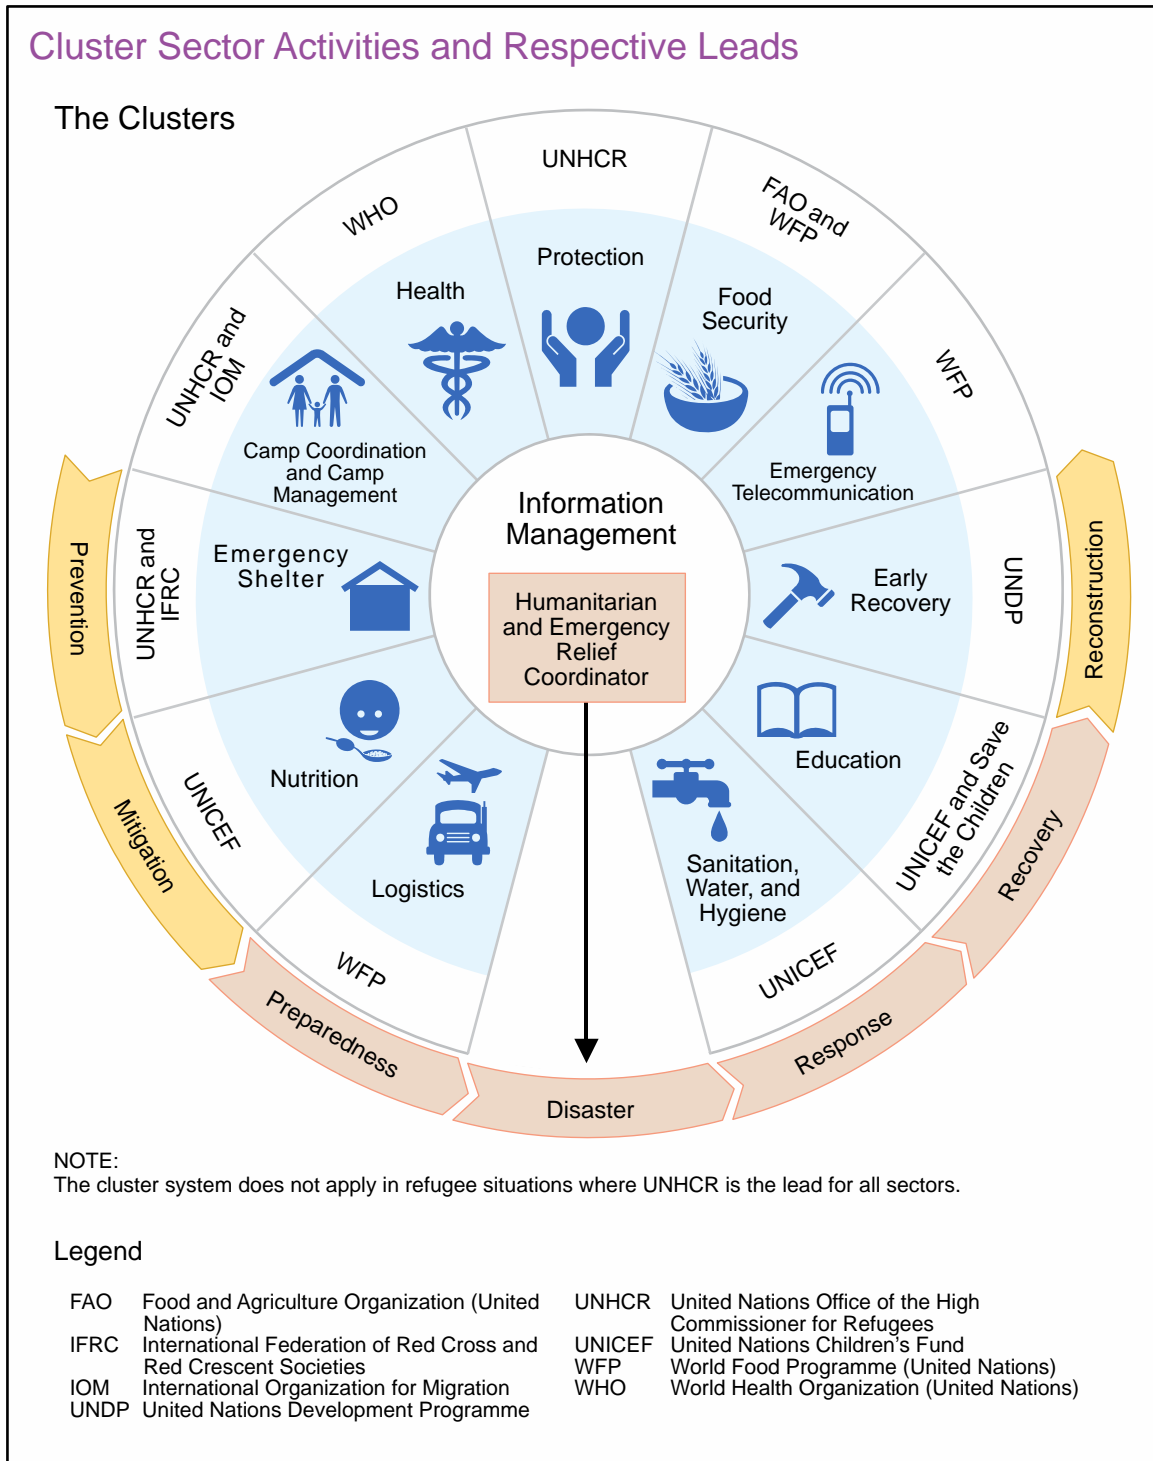 Cluster Sector Activities and Respective Leads
The Clusters
UNHCR
Protection
FAO and
WFP
Food
Security
WFP
Emergency
Telecommunication
UNDP
Early
Recovery
UNICEF and Save
the Children
Education
UNICEF
Sanitation,
Water, and
Hygiene
WFP
Logistics
UNICEF
Nutrition
UNHCR and
IFRC
Emergency
Shelter
UNHCR and
IOM
Camp Coordination
and Camp
Management
WHO
Health
Information
Management
Humanitarian
and Emergency
Relief
Coordinator
Prevention
Mitigation
Preparedness
Disaster
Response
Recovery
Reconstruction
NOTE:
The cluster system does not apply in refugee situations where UNHCR is the lead for all sectors.
Legend
FAO Food and Agriculture Organization (United
Nations)
IFRC International Federation of Red Cross and
Red Crescent Societies
IOM International Organization for Migration
UNDP United Nations Development Programme
UNHCR United Nations Office of the High
Commissioner for Refugees
UNICEF United Nations Children's Fund
WFP World Food Programme (United Nations)
WHO World Health Organization (United Nations)